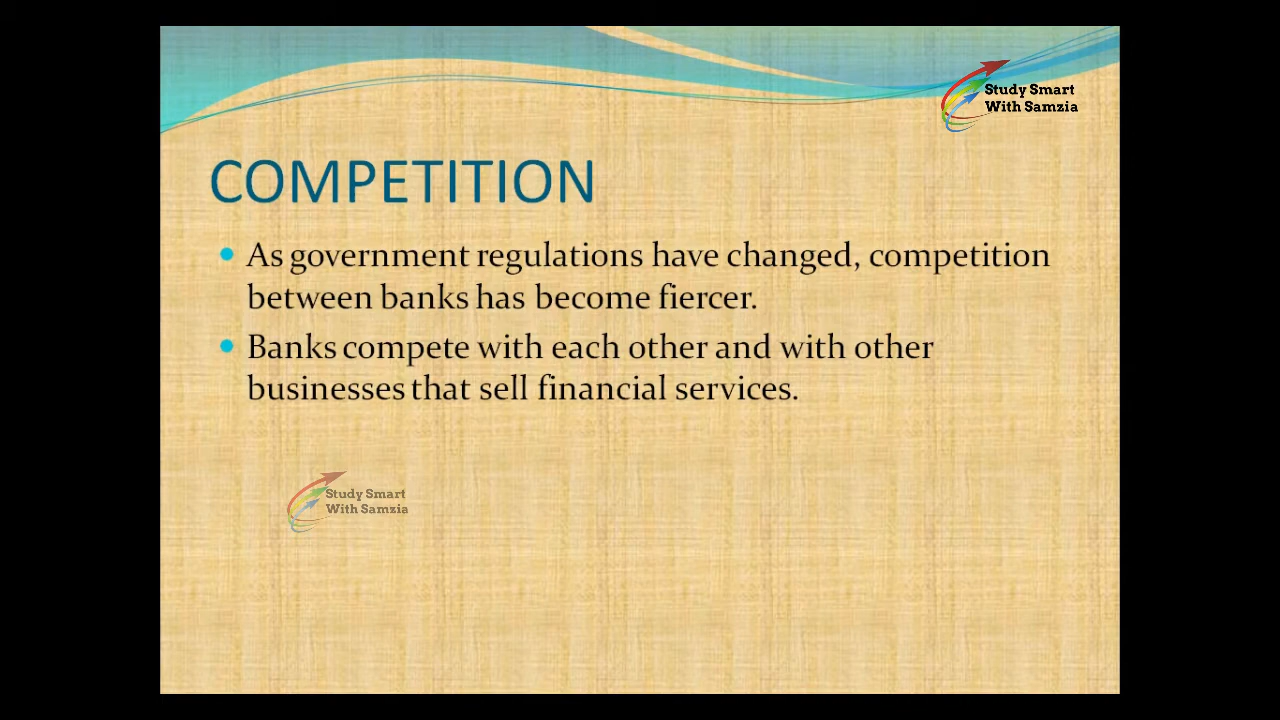 Study Smart
With Samzia
COMPETITION
As government regulations have changed, competition
between banks has become fiercer.
Banks compete with each other and with other
businesses that sell financial services.
Study Smart
With Samzia